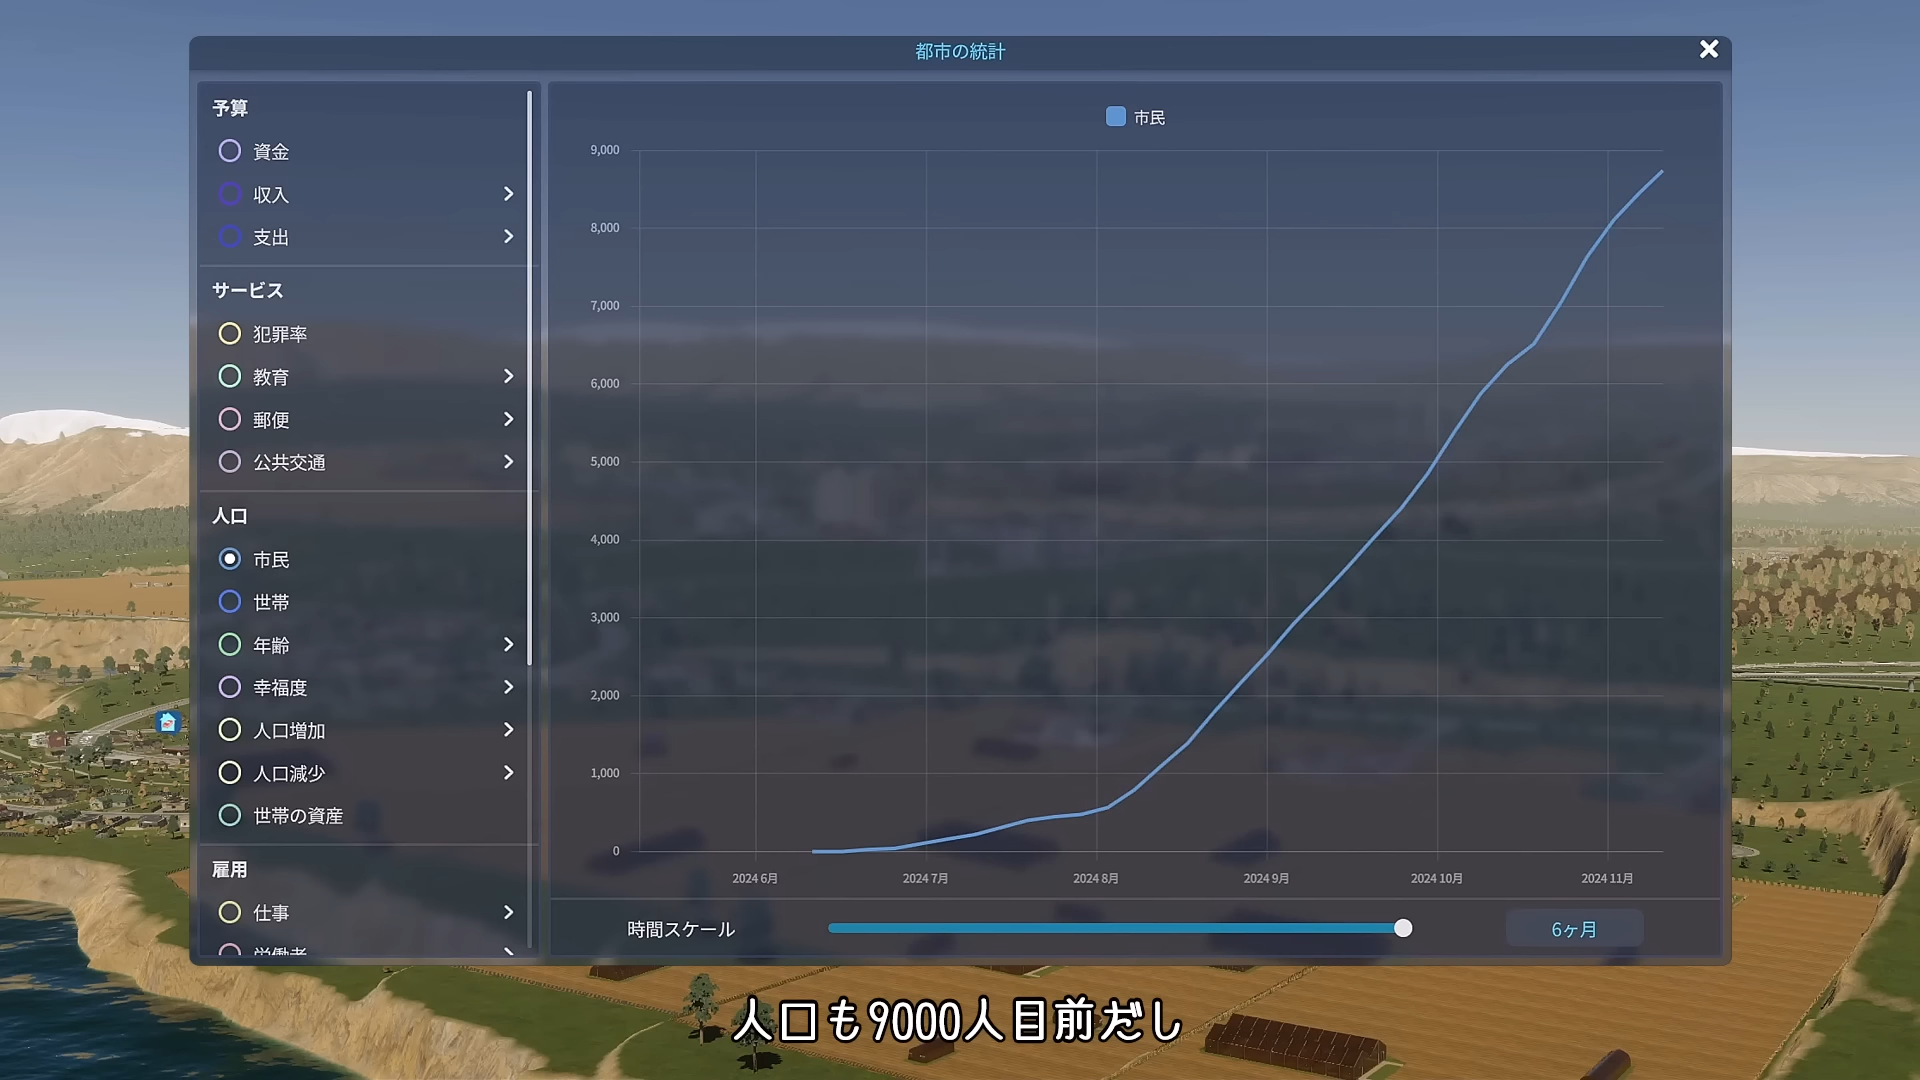 都市の統計
予算
資金
収入
支出
サービス
犯罪率
教育
郵便
公共交通
人口
市民
世帯
年齢
幸福度
人口増加
人口減少
世帯の資産
雇用
仕事
労働者
市民
9,000
8,000
7,000
6,000
5,000
4,000
3,000
2,000
1,000
0
2024 6月
2024 7月
2024 8月
2024 9月
2024 10月
2024 11月
時間スケール
6ヶ月
人口も9000人目前だし